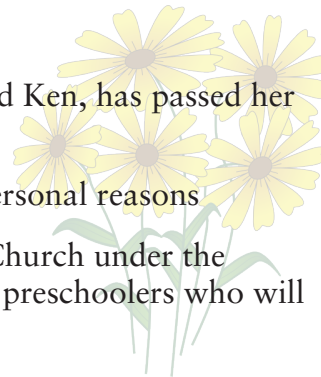 d Ken, has passed her
ersonal reasons
Church under the
preschoolers who will